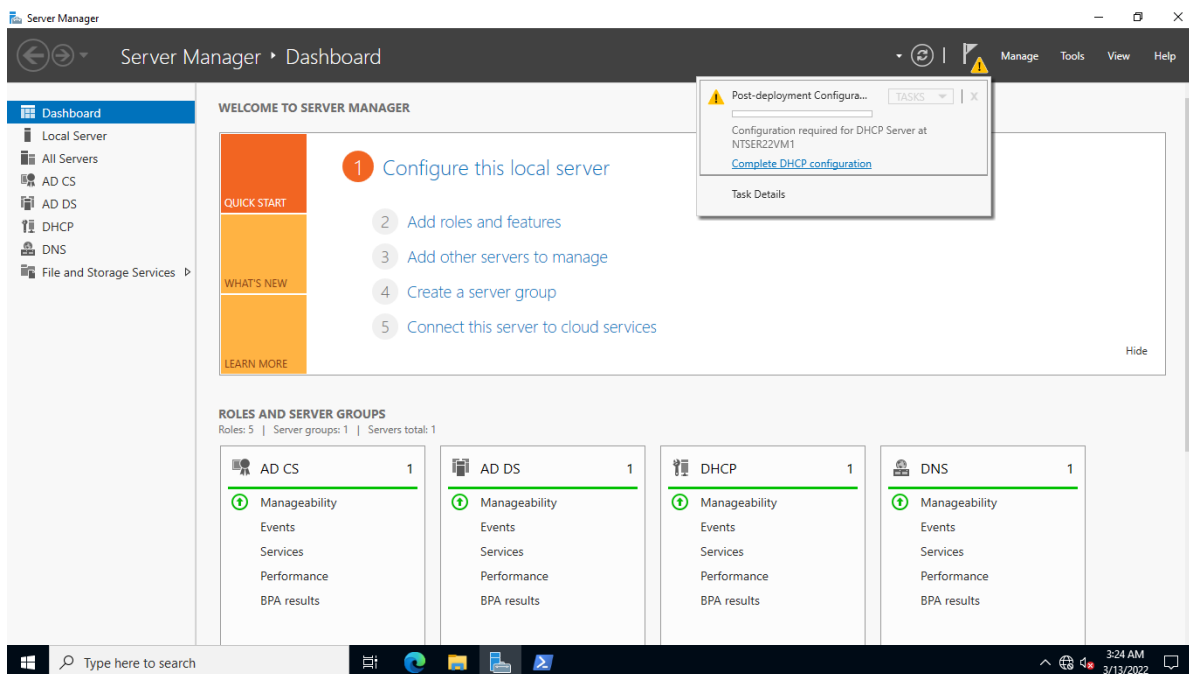 Server Manager
Server Manager • Dashboard
Manage Tools View Help
Dashboard
Local Server
All Servers
AD CS
AD DS
DHCP
DNS
File and Storage Services
WELCOME TO SERVER MANAGER
QUICK START
WHAT'S NEW
LEARN MORE
1 Configure this local server
2 Add roles and features
3 Add other servers to manage
4 Create a server group
5 Connect this server to cloud services
Hide
Post-deployment Configura... TASKS X
Configuration required for DHCP Server at
NTSER22VM1
Complete DHCP configuration
Task Details
ROLES AND SERVER GROUPS
Roles: 5 | Server groups: 1 | Servers total: 1
AD CS 1
Manageability
Events
Services
Performance
BPA results
AD DS 1
Manageability
Events
Services
Performance
BPA results
DHCP 1
Manageability
Events
Services
Performance
BPA results
DNS 1
Manageability
Events
Services
Performance
BPA results
Type here to search
3:24 AM
3/13/2022